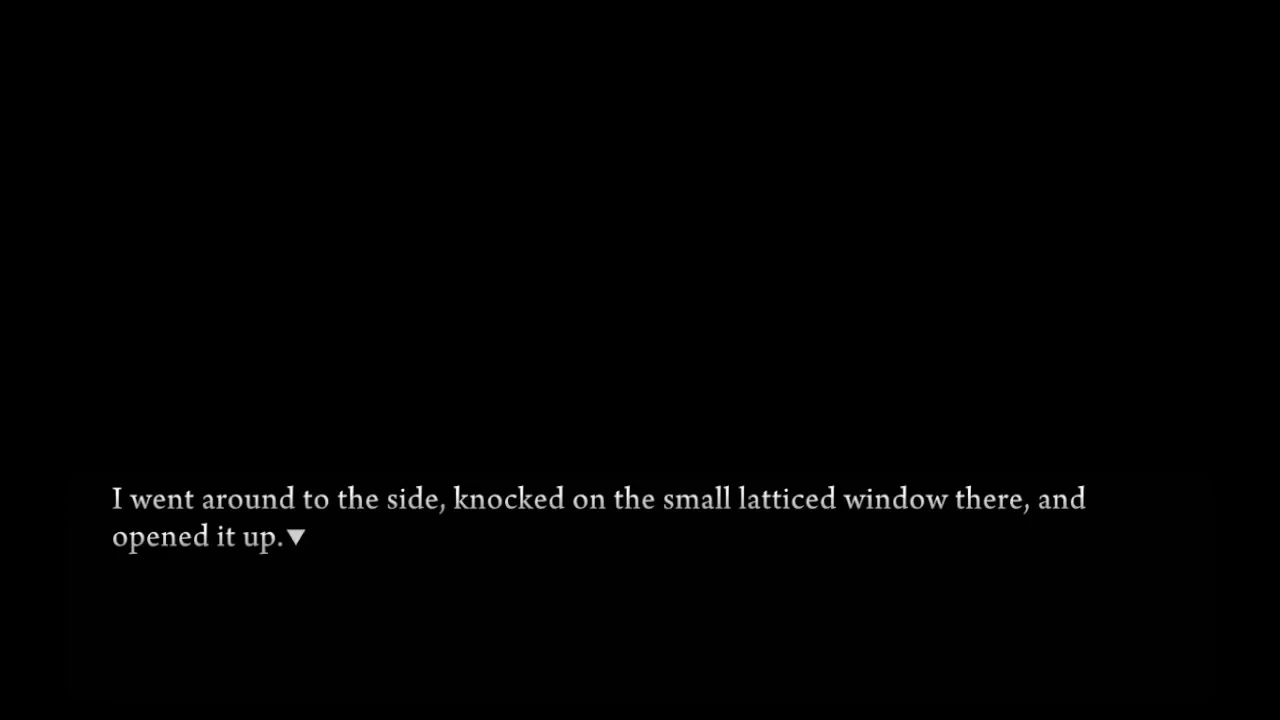 I went around to the side, knocked on the small latticed window there, and
opened it up.▼